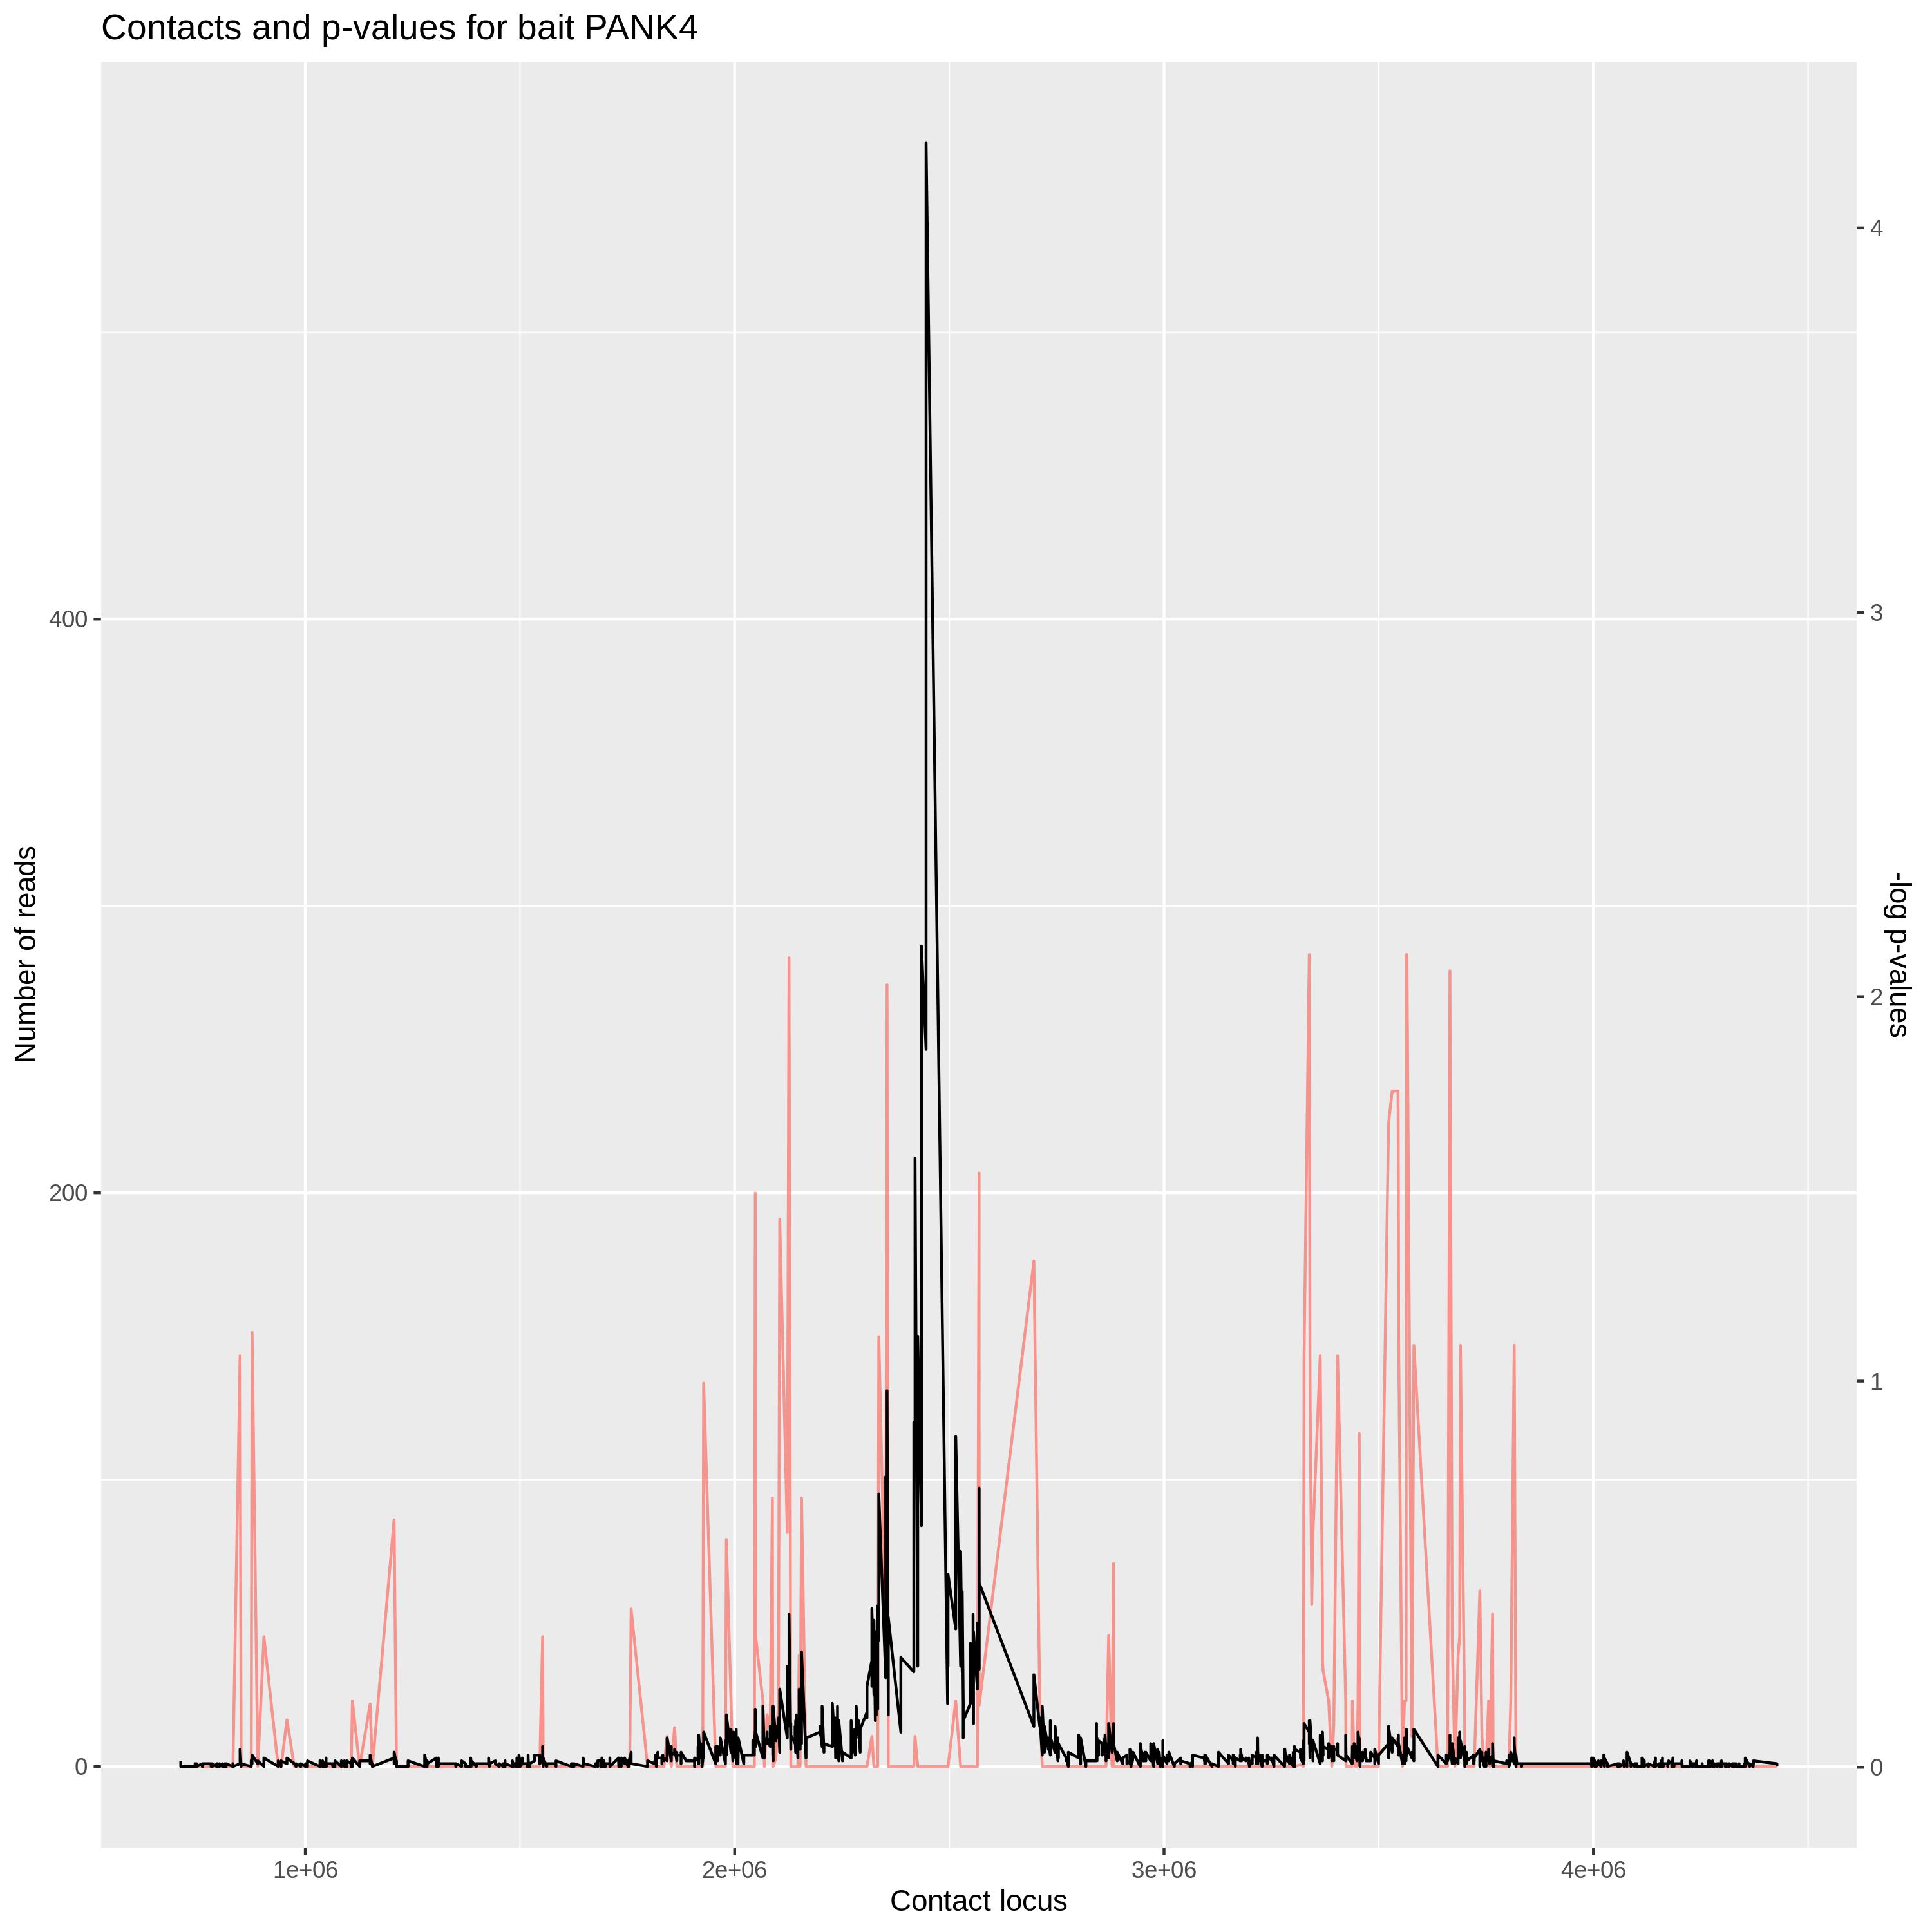 Contacts and p-values for bait PANK4
Number of reads
400
200
0
4
3
2
1
0
-log p-values
1e+06
2e+06
3e+06
4e+06
Contact locus